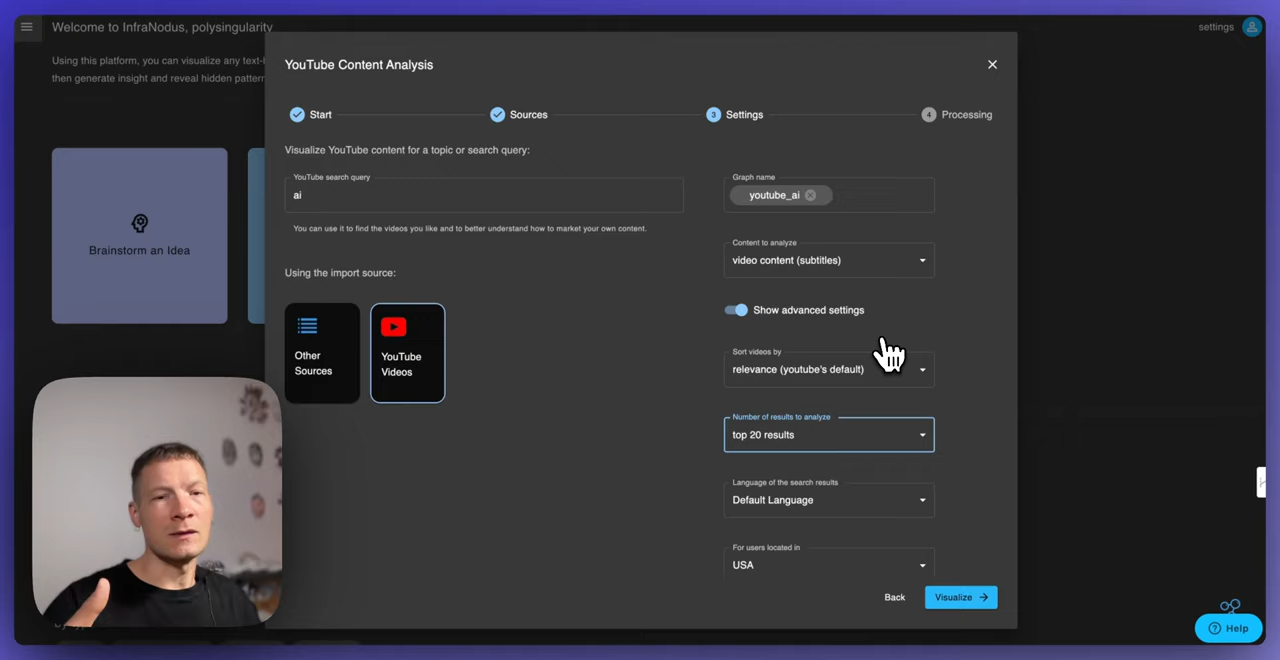 Welcome to InfraNodus, polysingularity
settings
Using this platform, you can visualize any text-
then generate insight and reveal hidden pattern
Brainstorm an Idea
YouTube Content Analysis
Start
Sources
3 Settings
4 Processing
Visualize YouTube content for a topic or search query:
YouTube search query
ai
You can use it to find the videos you like and to better understand how to market your own content.
Using the import source:
Other
Sources
YouTube
Videos
Graph name
youtube_ai
Content to analyze
video content (subtitles)
Show advanced settings
Sort videos by
relevance (youtube's default)
Number of results to analyze
top 20 results
Language of the search results
Default Language
For users located in
USA
Back
Visualize
Help